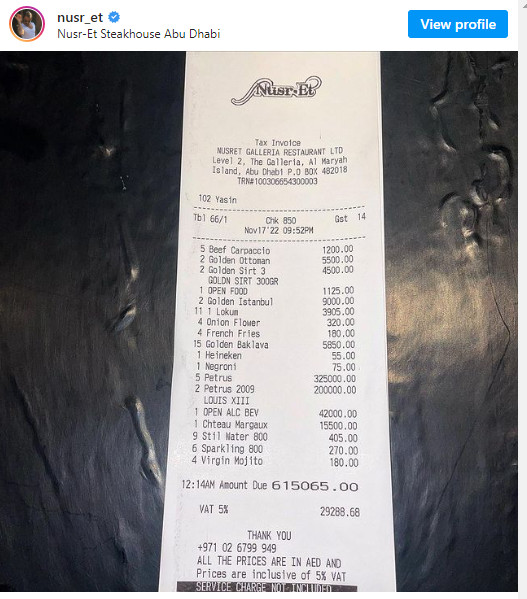 nusr_et
Nusr-Et Steakhouse Abu Dhabi
View profile
Nusr-Et
Tax Invoice
NUSRET GALLERIA RESTAURANT LTD
Level 2, The Galleria, Al Maryah
Island, Abu Dhabi P.O BOX 482018
TRN#100306654300003
102 Yasin
Tbl 66/1 Chk 850 Gst 14
Nov17'22 09:52PM
5 Beef Carpaccio 1200.00
2 Golden Ottoman 5500.00
2 Golden Sirt 3 4500.00
GOLDN SIRT 300GR
1 OPEN FOOD 1125.00
2 Golden Istanbul 9000.00
11 1 Lokum 3905.00
4 Onion Flower 320.00
4 French Fries 180.00
15 Golden Baklava 5850.00
1 Heineken 55.00
1 Negroni 75.00
5 Petrus 325000.00
2 Petrus 2009 200000.00
LOUIS XIII
1 OPEN ALC BEV 42000.00
1 Chteau Margaux 15500.00
9 Stil Water 800 405.00
6 Sparkling 800 270.00
4 Virgin Mojito 180.00
12:14AM Amount Due 615065.00
VAT 5% 29288.68
THANK YOU
+971 02 6799 949
ALL THE PRICES ARE IN AED AND
Prices are inclusive of 5% VAT
SERVICE CHARGE NOT INCLUDED